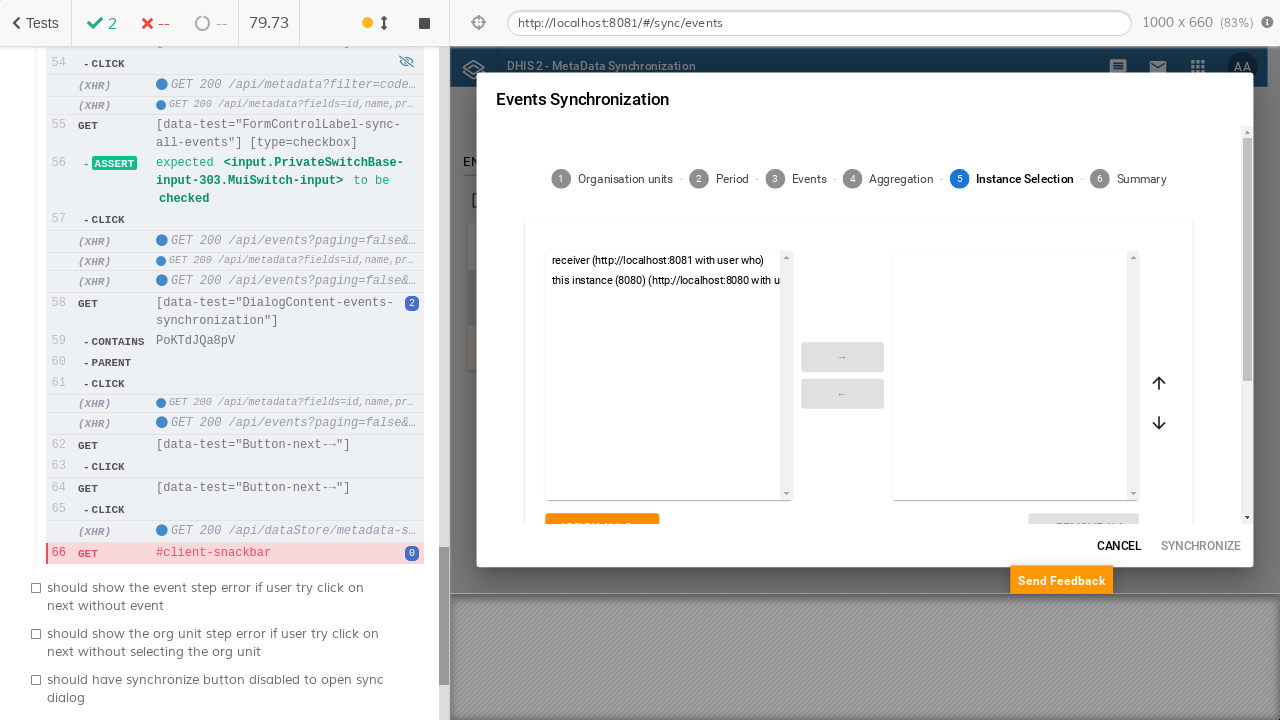 Tests
2
--
--
79.73
http://localhost:8081/#/sync/events
1000 x 660 (83%)
54 -CLICK
(XHR) GET 200 /api/metadata?filter=code…
(XHR) GET 200 /api/metadata?fields=id,name,pr…
55 GET [data-test="FormControlLabel-sync-
all-events"] [type=checkbox]
56 -ASSERT expected <input.PrivateSwitchBase-
input-303.MuiSwitch-input> to be
checked
57 -CLICK
(XHR) GET 200 /api/events?paging=false&…
(XHR) GET 200 /api/metadata?fields=id,name,pr…
(XHR) GET 200 /api/events?paging=false&…
58 GET [data-test="DialogContent-events- 2
synchronization"]
59 -CONTAINS PoKTdJQa8pV
60 -PARENT
61 -CLICK
(XHR) GET 200 /api/metadata?fields=id,name,pr…
(XHR) GET 200 /api/events?paging=false&…
62 GET [data-test="Button-next-→"]
63 -CLICK
64 GET [data-test="Button-next-→"]
65 -CLICK
(XHR) GET 200 /api/dataStore/metadata-s…
66 GET #client-snackbar 0
should show the event step error if user try click on
next without event
should show the org unit step error if user try click on
next without selecting the org unit
should have synchronize button disabled to open sync
dialog
DHIS 2 - MetaData Synchronization
AA
Events Synchronization
1 Organisation units - 2 Period - 3 Events - 4 Aggregation - 5 Instance Selection - 6 Summary
receiver (http://localhost:8081 with user who)
this instance (8080) (http://localhost:8080 with u
→
←
CANCEL SYNCHRONIZE
Send Feedback